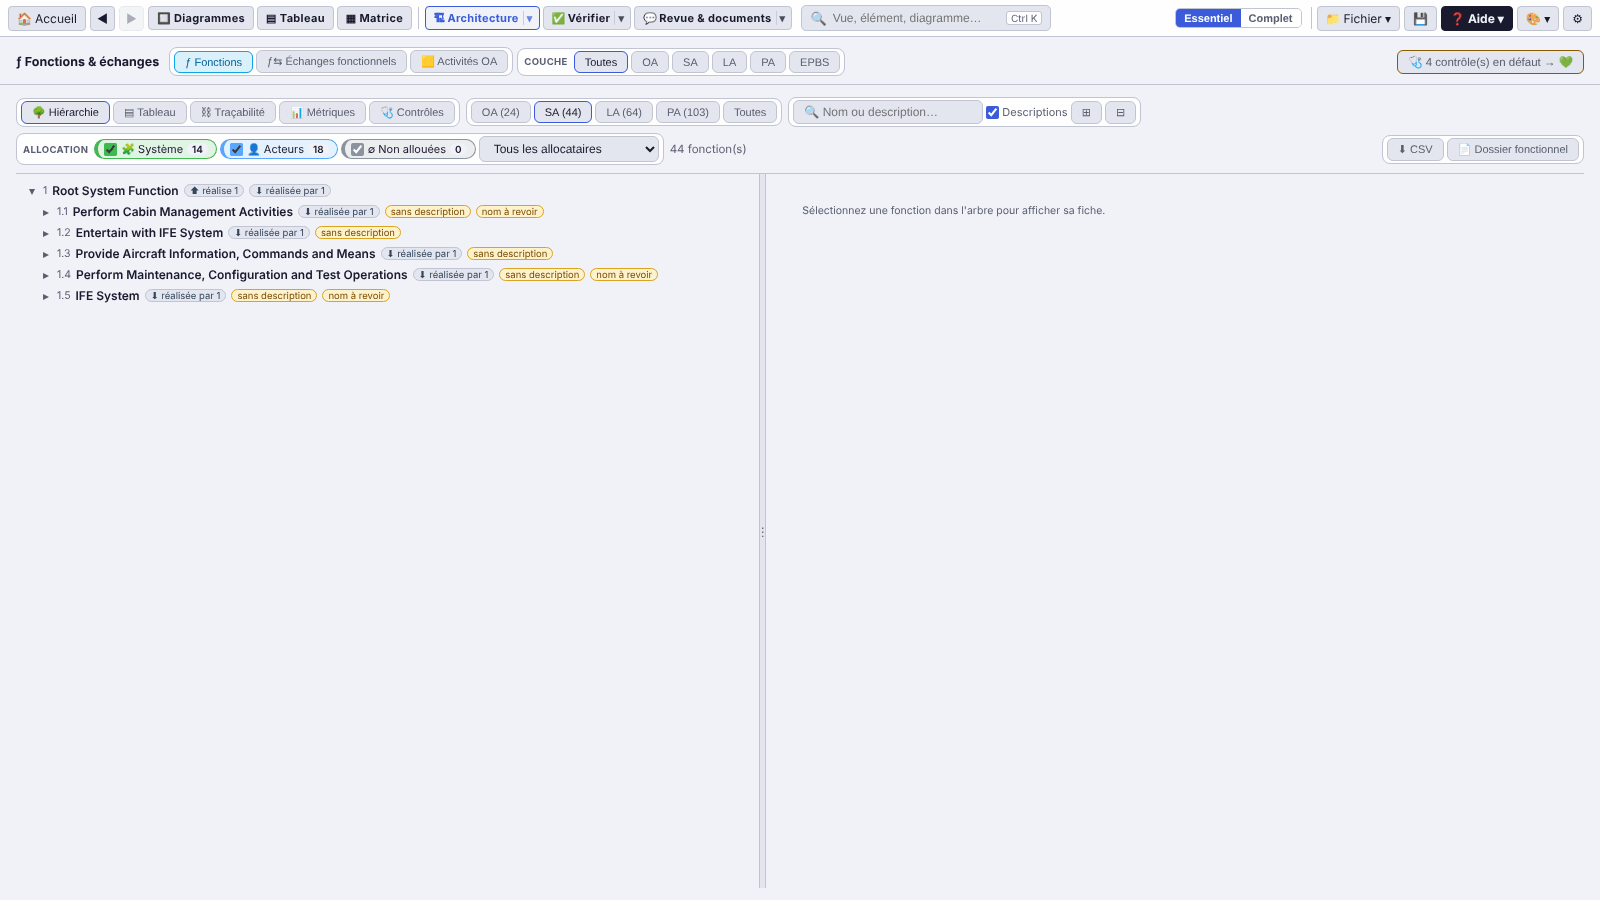 🏠 Accueil ◀ ▶ 🔲 Diagrammes ▤ Tableau ▦ Matrice 🏗 Architecture ▾ ✅ Vérifier ▾ 💬 Revue & documents ▾ 🔍 Vue, élément, diagramme… Ctrl K Essentiel Complet 📁 Fichier ▾ 💾 ❓ Aide ▾ 🎨 ▾ ⚙
ƒ Fonctions & échanges ƒ Fonctions ƒ⇆ Échanges fonctionnels 🟨 Activités OA COUCHE Toutes OA SA LA PA EPBS 🩺 4 contrôle(s) en défaut → 💚
🌳 Hiérarchie ▤ Tableau ⛓ Traçabilité 📊 Métriques 🩺 Contrôles OA (24) SA (44) LA (64) PA (103) Toutes 🔍 Nom ou description… Descriptions ⊞ ⊟
ALLOCATION 🧩 Système 14 👤 Acteurs 18 ⌀ Non allouées 0 Tous les allocataires 44 fonction(s) ⬇ CSV 📄 Dossier fonctionnel
▾ 1 Root System Function ⬆ réalise 1 ⬇ réalisée par 1
▸ 1.1 Perform Cabin Management Activities ⬇ réalisée par 1 sans description nom à revoir
Sélectionnez une fonction dans l'arbre pour afficher sa fiche.
▸ 1.2 Entertain with IFE System ⬇ réalisée par 1 sans description
▸ 1.3 Provide Aircraft Information, Commands and Means ⬇ réalisée par 1 sans description
▸ 1.4 Perform Maintenance, Configuration and Test Operations ⬇ réalisée par 1 sans description nom à revoir
▸ 1.5 IFE System ⬇ réalisée par 1 sans description nom à revoir